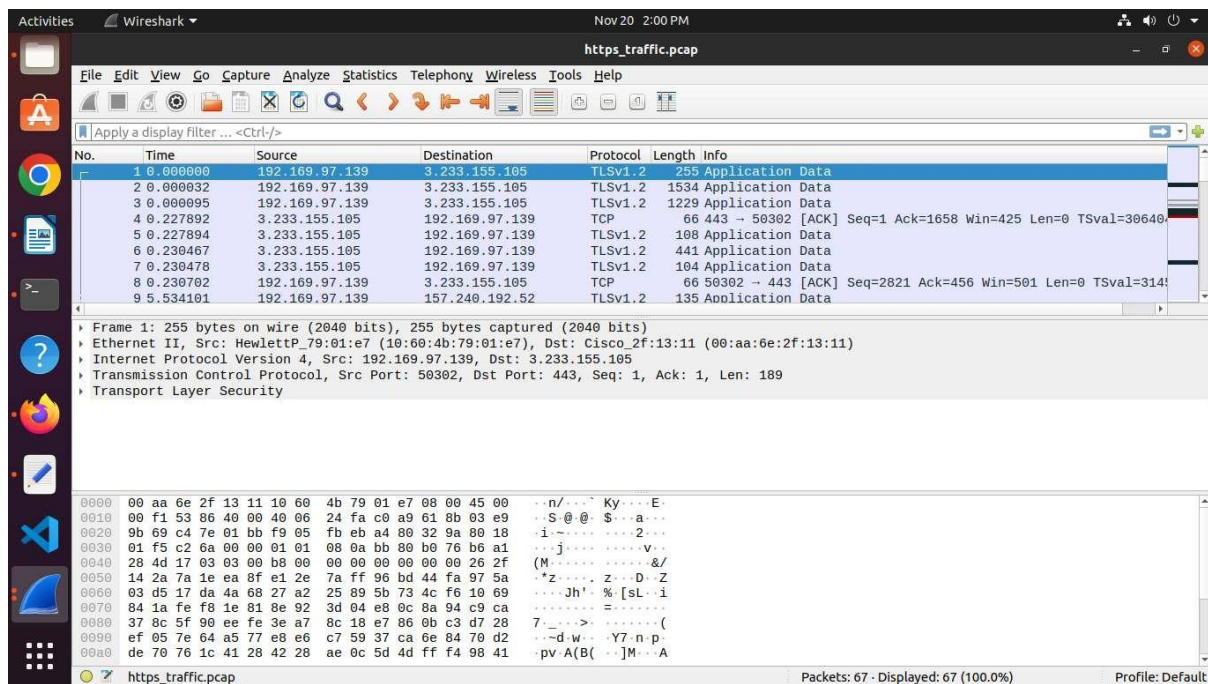 Activities Wireshark Nov 20 2:00 PM
https_traffic.pcap
File Edit View Go Capture Analyze Statistics Telephony Wireless Tools Help
Apply a display filter ... <Ctrl-/>
No. Time Source Destination Protocol Length Info
1 0.000000 192.169.97.139 3.233.155.105 TLSv1.2 255 Application Data
2 0.000032 192.169.97.139 3.233.155.105 TLSv1.2 1534 Application Data
3 0.000095 192.169.97.139 3.233.155.105 TLSv1.2 1229 Application Data
4 0.227892 3.233.155.105 192.169.97.139 TCP 66 443 → 50302 [ACK] Seq=1 Ack=1658 Win=425 Len=0 TSval=30640
5 0.227894 3.233.155.105 192.169.97.139 TLSv1.2 108 Application Data
6 0.230467 3.233.155.105 192.169.97.139 TLSv1.2 441 Application Data
7 0.230478 3.233.155.105 192.169.97.139 TLSv1.2 104 Application Data
8 0.230702 192.169.97.139 3.233.155.105 TCP 66 50302 → 443 [ACK] Seq=2821 Ack=456 Win=501 Len=0 TSval=314
9 5.534101 192.169.97.139 157.240.192.52 TLSv1.2 135 Application Data
Frame 1: 255 bytes on wire (2040 bits), 255 bytes captured (2040 bits)
Ethernet II, Src: HewlettP_79:01:e7 (10:60:4b:79:01:e7), Dst: Cisco_2f:13:11 (00:aa:6e:2f:13:11)
Internet Protocol Version 4, Src: 192.169.97.139, Dst: 3.233.155.105
Transmission Control Protocol, Src Port: 50302, Dst Port: 443, Seq: 1, Ack: 1, Len: 189
Transport Layer Security
0000 00 aa 6e 2f 13 11 10 60 4b 79 01 e7 08 00 45 00 ··n/···` Ky····E·
0010 00 f1 53 86 40 00 40 06 24 fa c0 a9 61 8b 03 e9 ··S·@·@· $···a···
0020 9b 69 c4 7e 01 bb f9 05 fb eb a4 80 32 9a 80 18 ·i·~···· ····2···
0030 01 f5 c2 6a 00 00 01 01 08 0a bb 80 b0 76 b6 a1 ···j···· ·····v··
0040 28 4d 17 03 03 00 b8 00 00 00 00 00 00 00 26 2f (M······ ······&/
0050 14 2a 7a 1e ea 8f e1 2e 7a ff 96 bd 44 fa 97 5a ·*z····. z···D··Z
0060 03 d5 17 da 4a 68 27 a2 25 89 5b 73 4c f6 10 69 ····Jh'· %·[sL··i
0070 84 1a fe f8 1e 81 8e 92 3d 04 e8 0c 8a 94 c9 ca ········ =·······
0080 37 8c 5f 90 ee fe 3e a7 8c 18 e7 86 0b c3 d7 28 7·_···>· ·······(
0090 ef 05 7e 64 a5 77 e8 e6 c7 59 37 ca 6e 84 70 d2 ··~d·w·· ·Y7·n·p·
00a0 de 70 76 1c 41 28 42 28 ae 0c 5d 4d ff f4 98 41 ·pv·A(B( ··]M···A
https_traffic.pcap Packets: 67 · Displayed: 67 (100.0%) Profile: Default